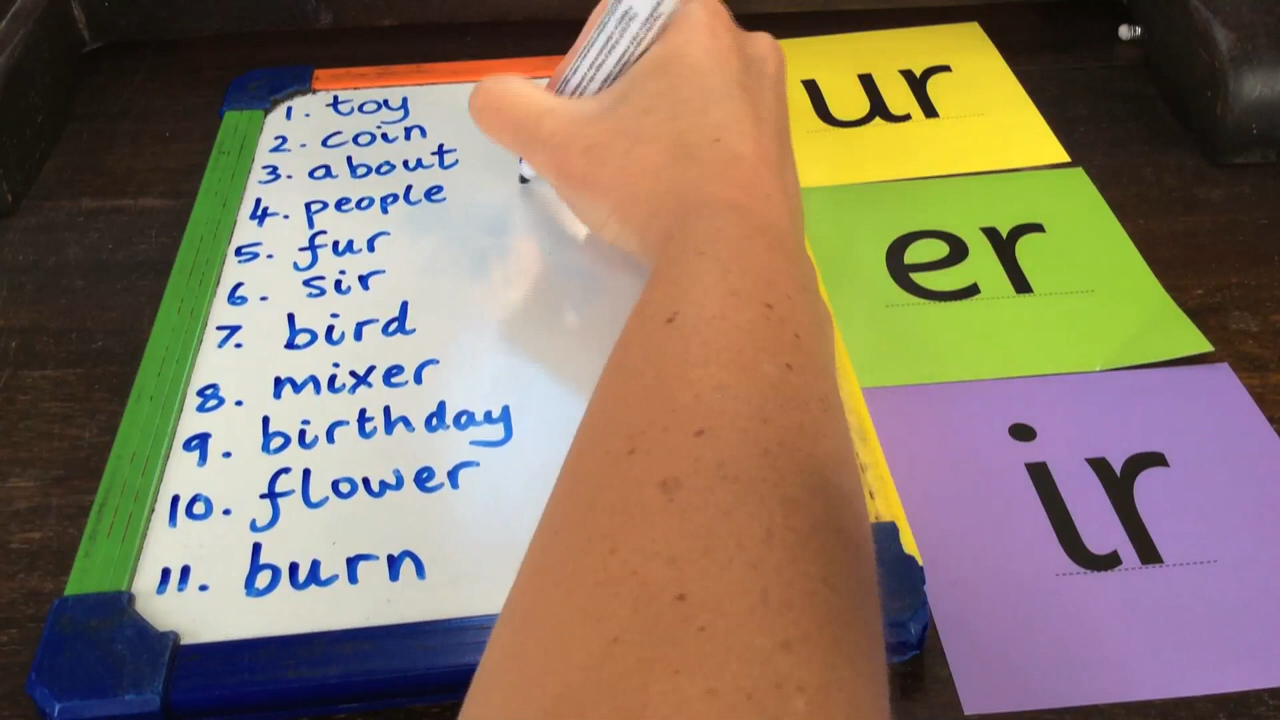 1. toy
2. coin
3. about
4. people
5. fur
6. sir
7. bird
8. mixer
9. birthday
10. flower
11. burn
ur
er
ir